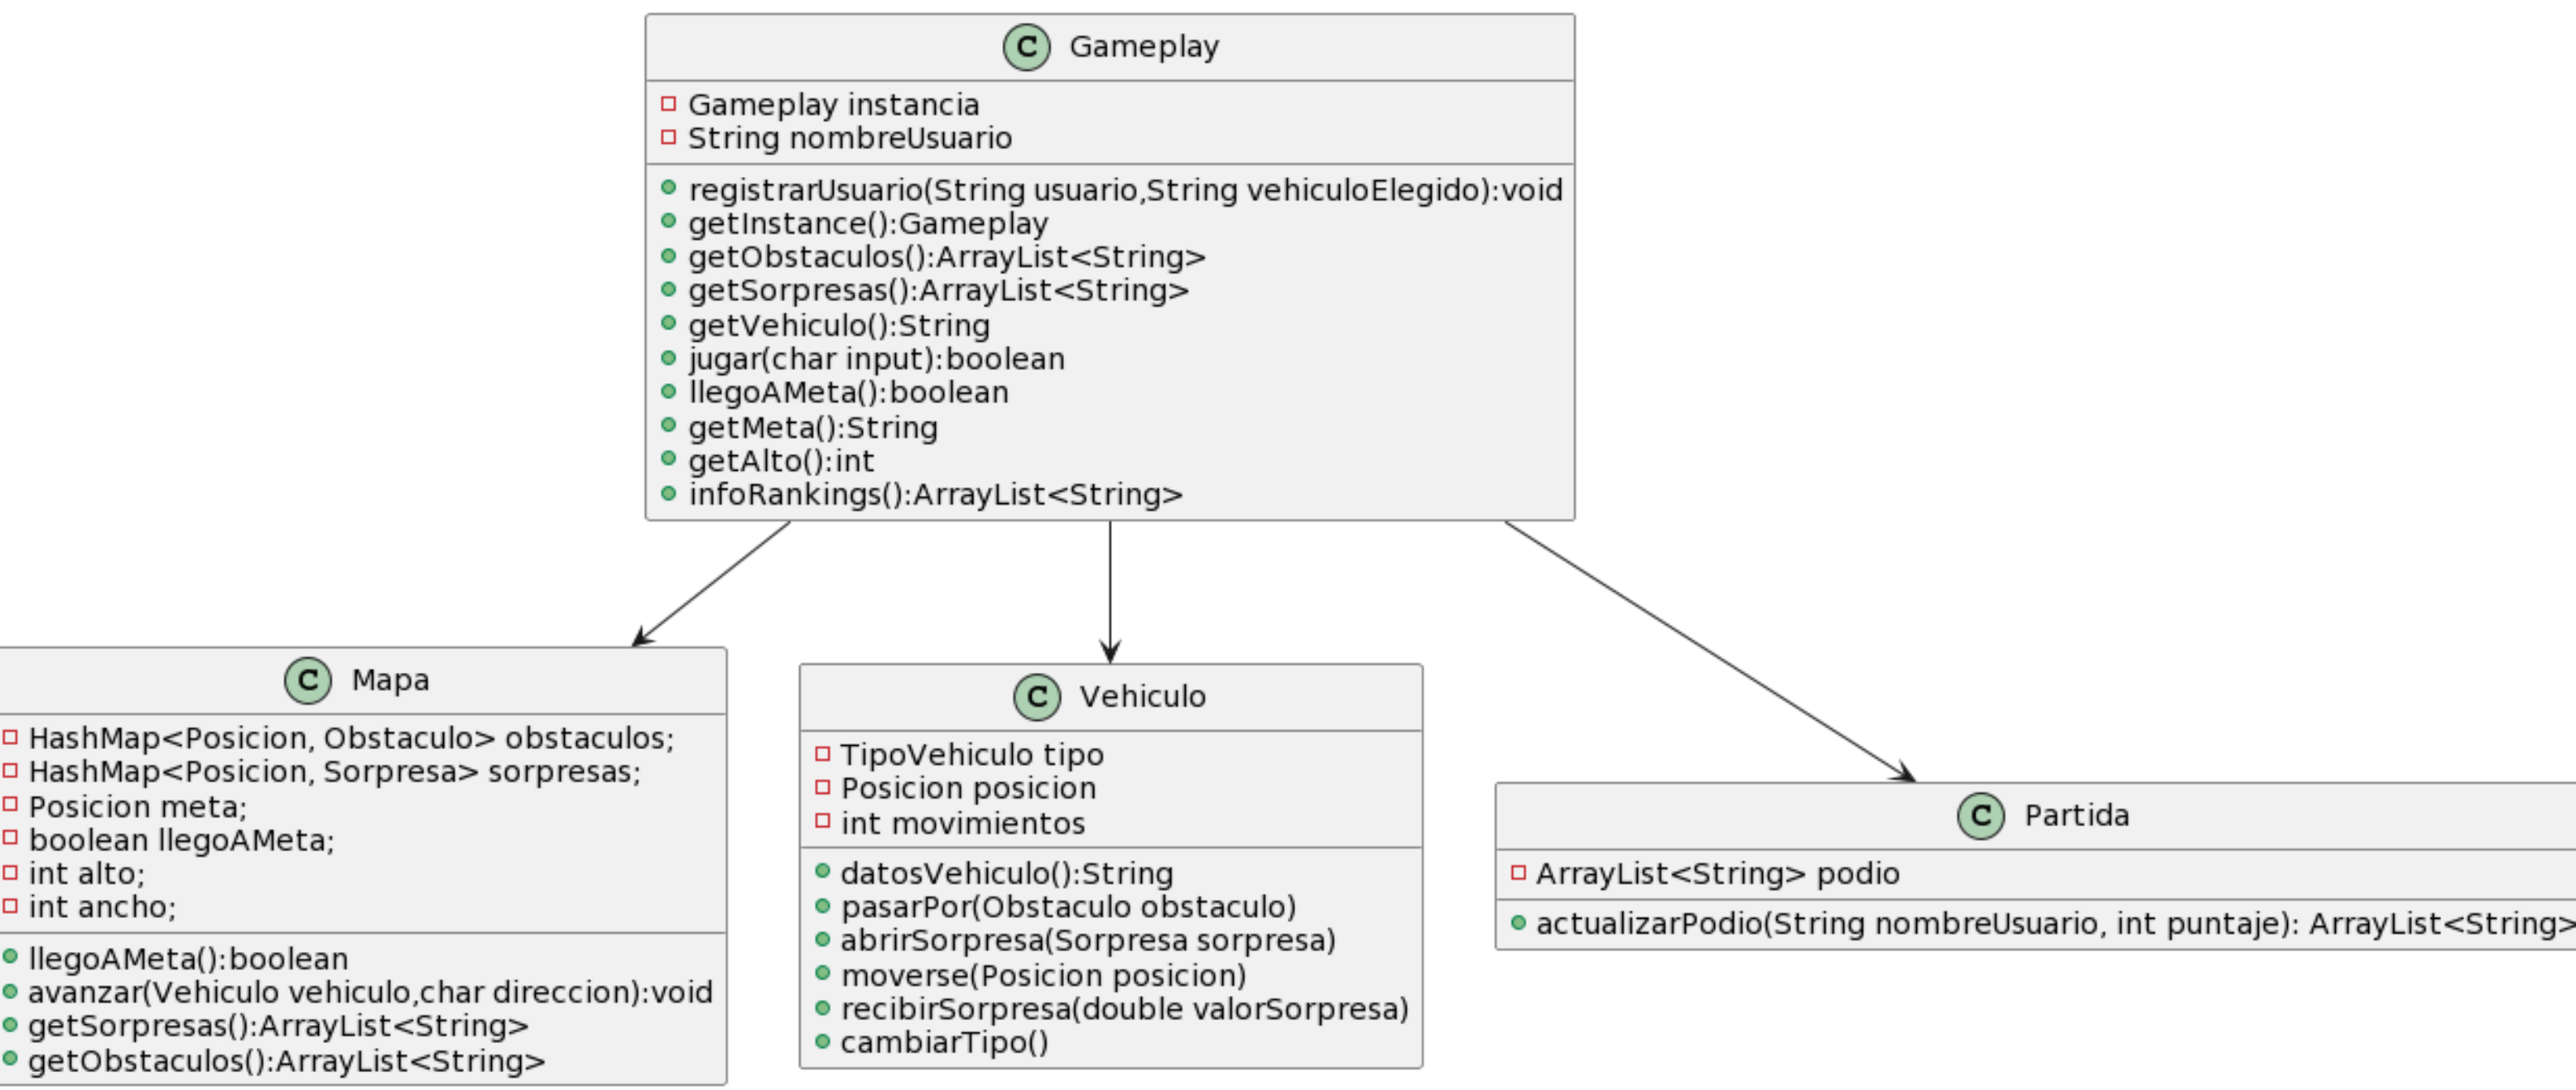 C Gameplay
Gameplay instancia
String nombreUsuario
registrarUsuario(String usuario,String vehiculoElegido):void
getInstance():Gameplay
getObstaculos():ArrayList<String>
getSorpresas():ArrayList<String>
getVehiculo():String
jugar(char input):boolean
llegoAMeta():boolean
getMeta():String
getAlto():int
infoRankings():ArrayList<String>
C Mapa
HashMap<Posicion, Obstaculo> obstaculos;
HashMap<Posicion, Sorpresa> sorpresas;
Posicion meta;
boolean llegoAMeta;
int alto;
int ancho;
llegoAMeta():boolean
avanzar(Vehiculo vehiculo,char direccion):void
getSorpresas():ArrayList<String>
getObstaculos():ArrayList<String>
C Vehiculo
TipoVehiculo tipo
Posicion posicion
int movimientos
datosVehiculo():String
pasarPor(Obstaculo obstaculo)
abrirSorpresa(Sorpresa sorpresa)
moverse(Posicion posicion)
recibirSorpresa(double valorSorpresa)
cambiarTipo()
C Partida
ArrayList<String> podio
actualizarPodio(String nombreUsuario, int puntaje): ArrayList<String>